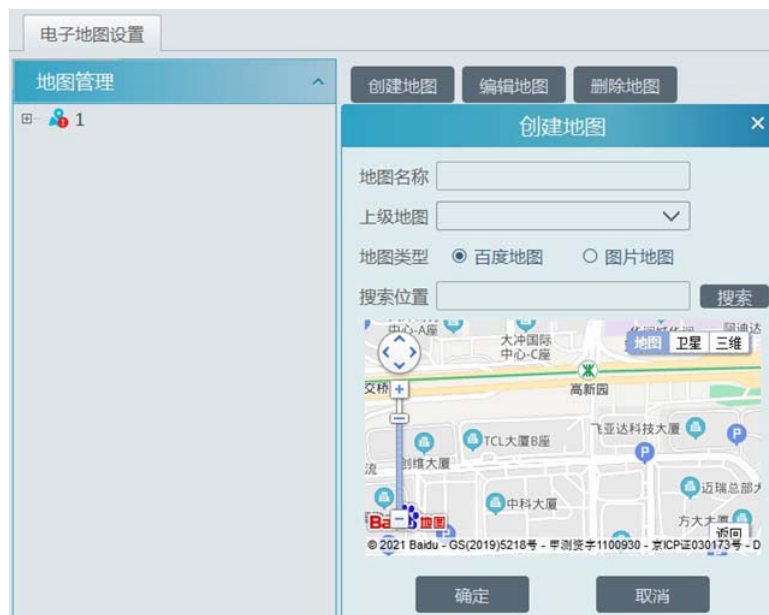 电子地图设置
地图管理
1
创建地图 编辑地图 删除地图
创建地图
地图名称
上级地图
地图类型 百度地图 图片地图
搜索位置 搜索
中心-A座
大冲国际
中心-C座
地图 卫星 三维
交桥
高新园
飞亚达科技大厦
TCL大厦B座
创维大厦
流
中科大厦
迈瑞总部大
方大大厦
返回
Bai 地图
© 2021 Baidu - GS(2019)5218号 - 甲测资字1100930 - 京ICP证030173号 - D
确定 取消